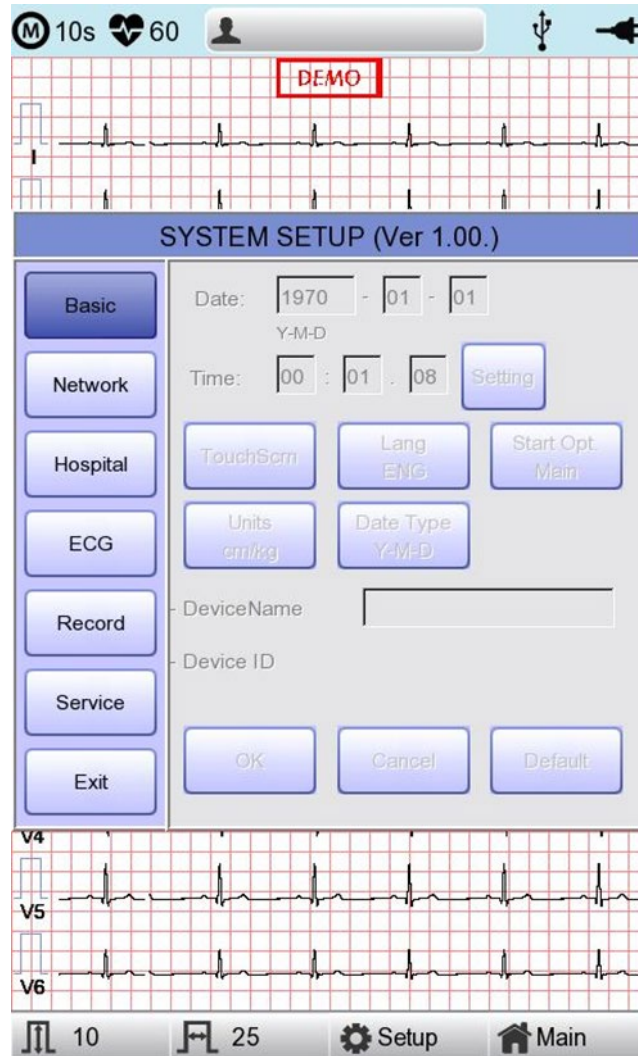 M 10s 60
DEMO
I
SYSTEM SETUP (Ver 1.00.)
Basic
Network
Hospital
ECG
Record
Service
Exit
Date: 1970 - 01 - 01
Y-M-D
Time: 00 : 01 . 08 Setting
TouchScrn
Lang
ENG
Start Opt.
Main
Units
cm/kg
Date Type
Y-M-D
- DeviceName
- Device ID
OK Cancel Default
V4
V5
V6
10 25 Setup Main